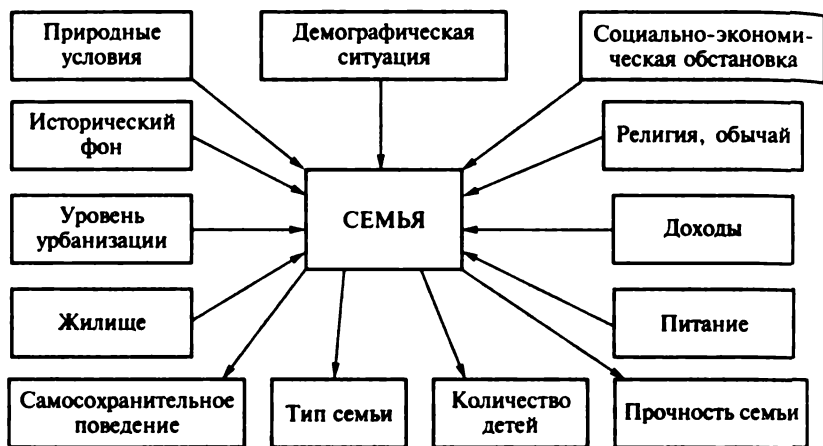 Природные
условия
Демографическая
ситуация
Социально-экономи-
ческая обстановка
Исторический
фон
Религия, обычай
Уровень
урбанизации
СЕМЬЯ
Доходы
Жилище
Питание
Самосохранительное
поведение
Тип семьи
Количество
детей
Прочность семьи